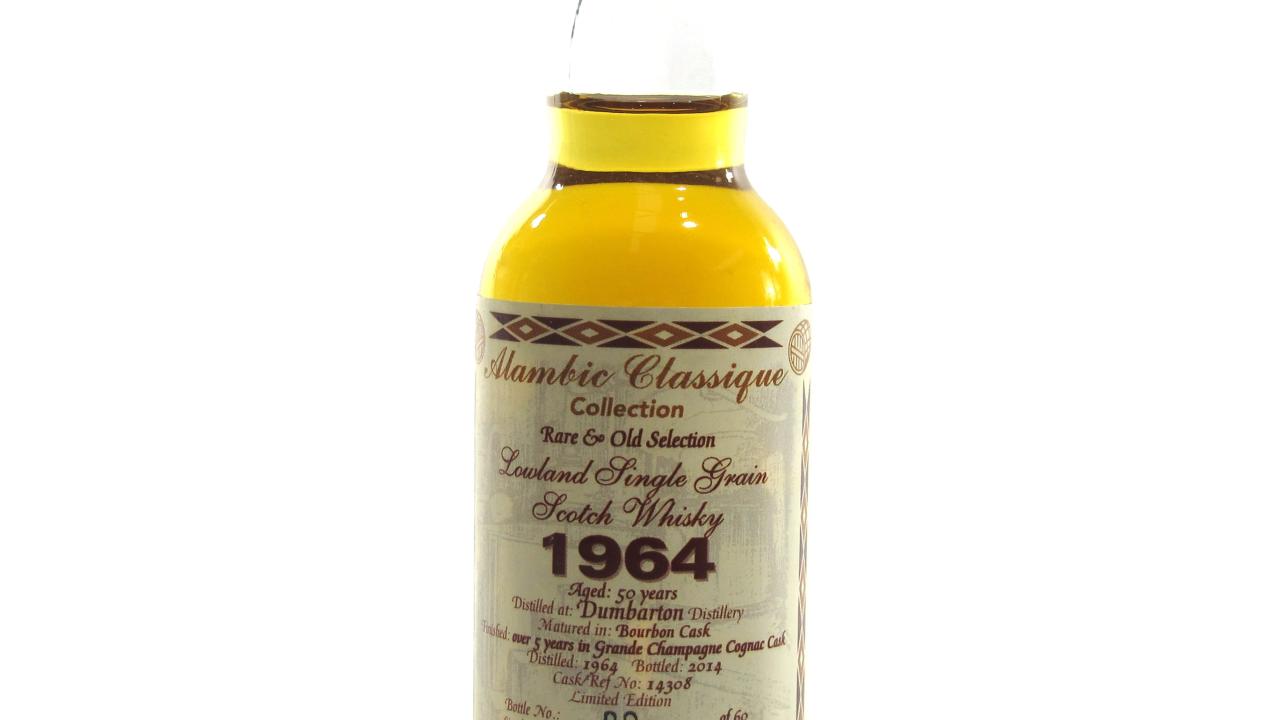 Alambic Classique
Collection
Rare & Old Selection
Lowland Single Grain
Scotch Whisky
1964
Aged: 50 years
Distilled at: Dumbarton Distillery
Matured in: Bourbon Cask
Finished: over 5 years in Grande Champagne Cognac Cask
Distilled: 1964 Bottled: 2014
Cask/Ref No: 14308
Limited Edition
Bottle No.: of 60